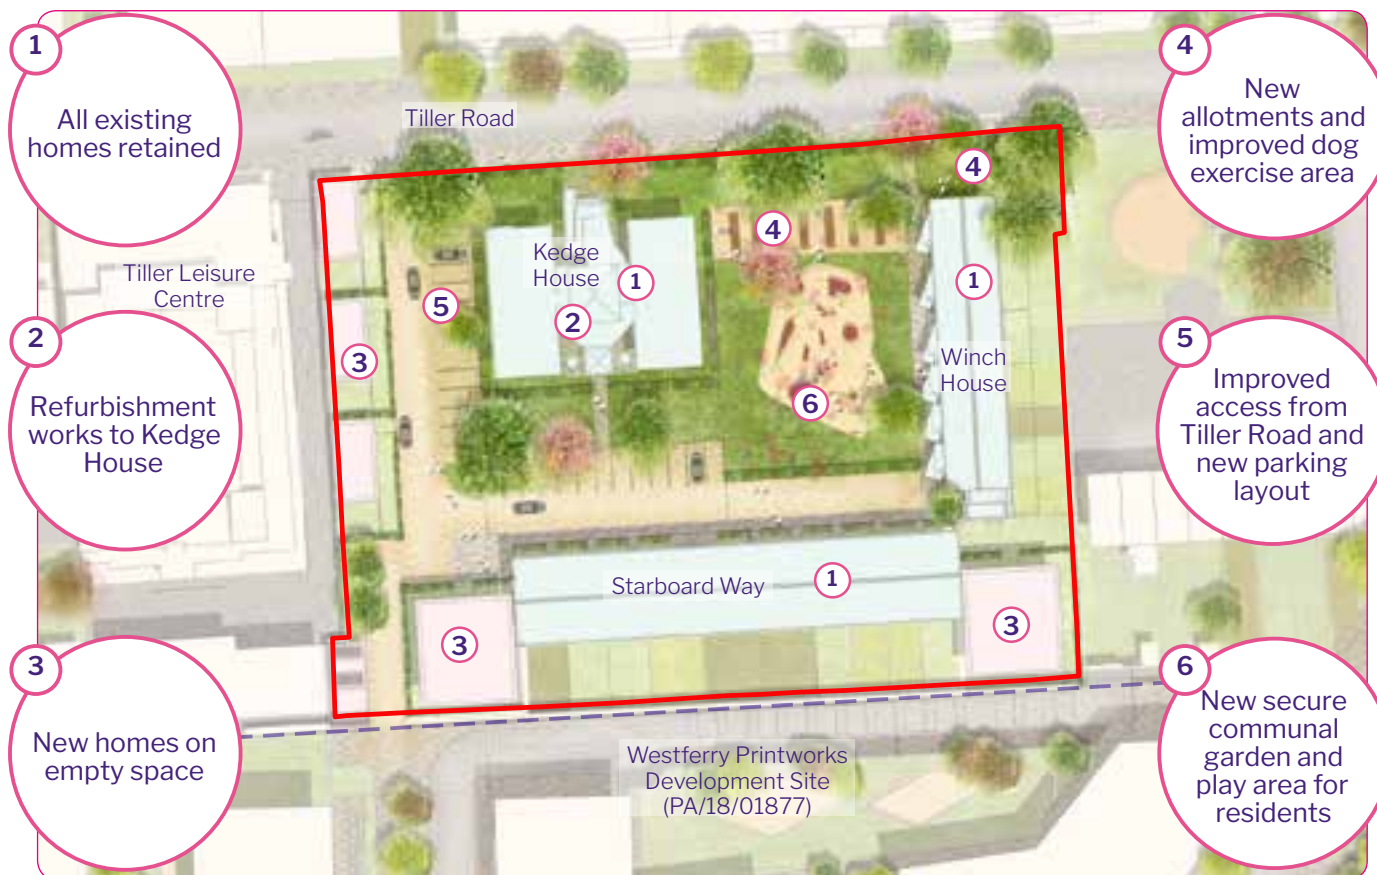 1
All existing
homes retained
2
Refurbishment
works to Kedge
House
3
New homes on
empty space
Tiller Road
Tiller Leisure
Centre
Kedge
House
1
2
5
3
4
4
1
Winch
House
6
Starboard Way
1
3
3
Westferry Printworks
Development Site
(PA/18/01877)
4
New
allotments and
improved dog
exercise area
5
Improved
access from
Tiller Road and
new parking
layout
6
New secure
communal
garden and
play area for
residents